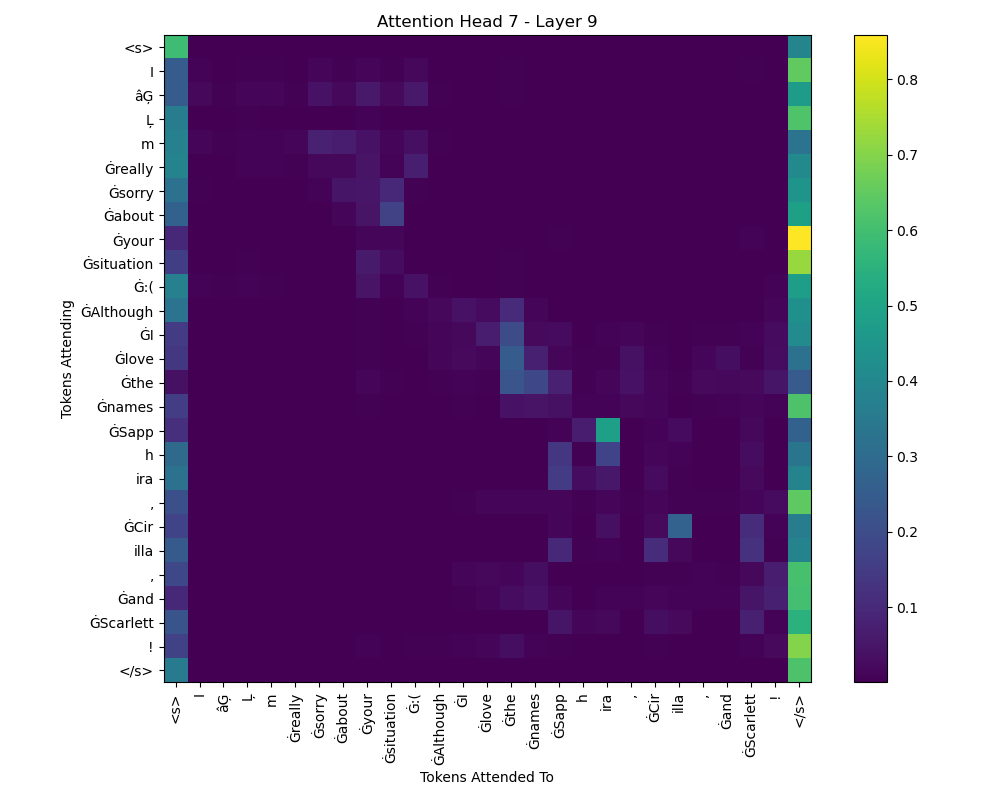 Attention Head 7 - Layer 9
<s>
I
âĢ
Ļ
m
Ġreally
Ġsorry
Ġabout
Ġyour
Ġsituation
Ġ:(
ĠAlthough
ĠI
Ġlove
Ġthe
Ġnames
ĠSapp
h
ira
,
ĠCir
illa
,
Ġand
ĠScarlett
!
</s>
Tokens Attending
<s>
I
âĢ
Ļ
m
Ġreally
Ġsorry
Ġabout
Ġyour
Ġsituation
Ġ:(
ĠAlthough
ĠI
Ġlove
Ġthe
Ġnames
ĠSapp
h
ira
,
ĠCir
illa
,
Ġand
ĠScarlett
!
</s>
Tokens Attended To
0.8
0.7
0.6
0.5
0.4
0.3
0.2
0.1